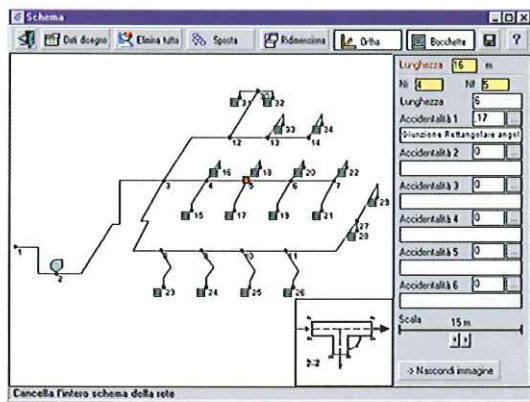 Schema
Dati disegno Elimina tutto Sposta Ridimensiona Ortho Bocchette ?
Lunghezza 16 m
Ni 4 Nf 5
Lunghezza 6
Accidentalità 1 .17 ...
Giunzione Rettangolare angol
Accidentalità 2 0 ...
Accidentalità 3 0 ...
Accidentalità 4 0 ...
Accidentalità 5 0 ...
Accidentalità 6 0 ...
Scala
15 m
-> Nascondi immagine
31 32
33 34
12 13 14
16 18 20 22
3 4 5 6 7
15 17 19 21
29
27
28
1
2
10 11
23 24 25 26
Cancella l'intero schema della rete